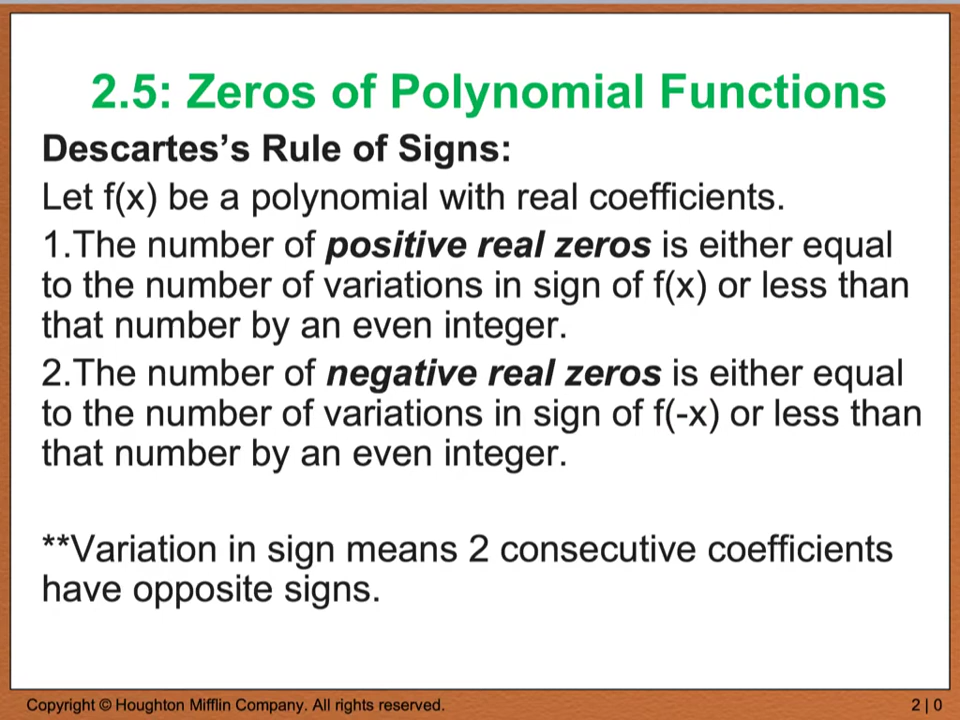 2.5: Zeros of Polynomial Functions
Descartes’s Rule of Signs:
Let f(x) be a polynomial with real coefficients.
1.The number of positive real zeros is either equal
to the number of variations in sign of f(x) or less than
that number by an even integer.
2.The number of negative real zeros is either equal
to the number of variations in sign of f(-x) or less than
that number by an even integer.
**Variation in sign means 2 consecutive coefficients
have opposite signs.
Copyright © Houghton Mifflin Company. All rights reserved.
2 | 0